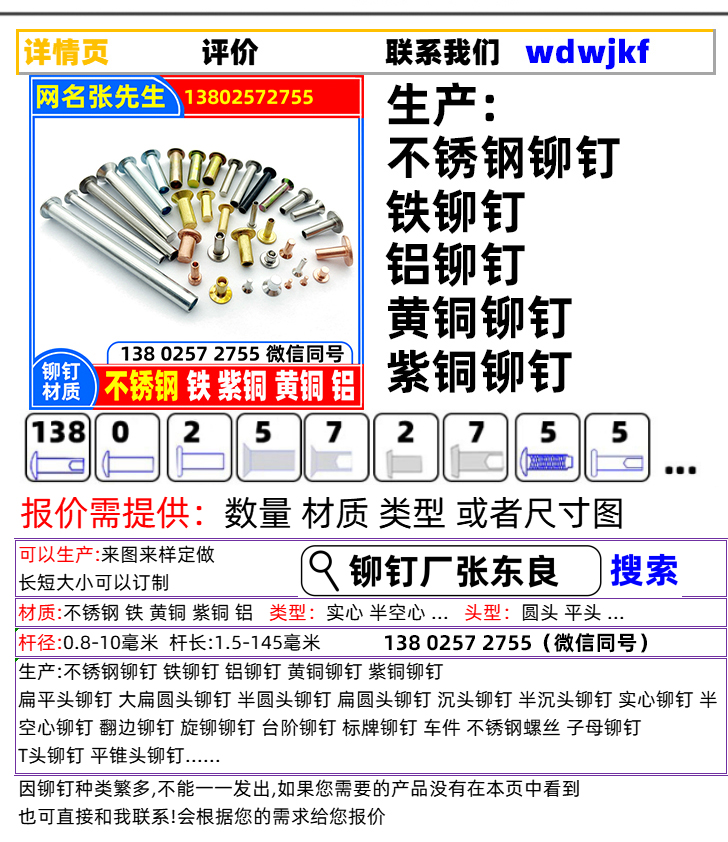 详情页 评价 联系我们 wdwjkf
网名张先生 13802572755
生产：
不锈钢铆钉
铁铆钉
铝铆钉
黄铜铆钉
紫铜铆钉
13802572755 微信同号
铆钉
材质
不锈钢 铁 紫铜 黄铜 铝
138 0 2 5 7 2 7 5 5 ...
报价需提供：数量 材质 类型 或者尺寸图
可以生产:来图来样定做
长短大小可以订制
铆钉厂张东良 搜索
材质:不锈钢 铁 黄铜 紫铜 铝 类型：实心 半空心 ... 头型：圆头 平头 ...
杆径:0.8-10毫米 杆长:1.5-145毫米 138 0257 2755（微信同号）
生产:不锈钢铆钉 铁铆钉 铝铆钉 黄铜铆钉 紫铜铆钉
扁平头铆钉 大扁圆头铆钉 半圆头铆钉 扁圆头铆钉 沉头铆钉 半沉头铆钉 实心铆钉 半
空心铆钉 翻边铆钉 旋铆铆钉 台阶铆钉 标牌铆钉 车件 不锈钢螺丝 子母铆钉
T头铆钉 平锥头铆钉......
因铆钉种类繁多,不能一一发出,如果您需要的产品没有在本页中看到
也可直接和我联系!会根据您的需求给您报价